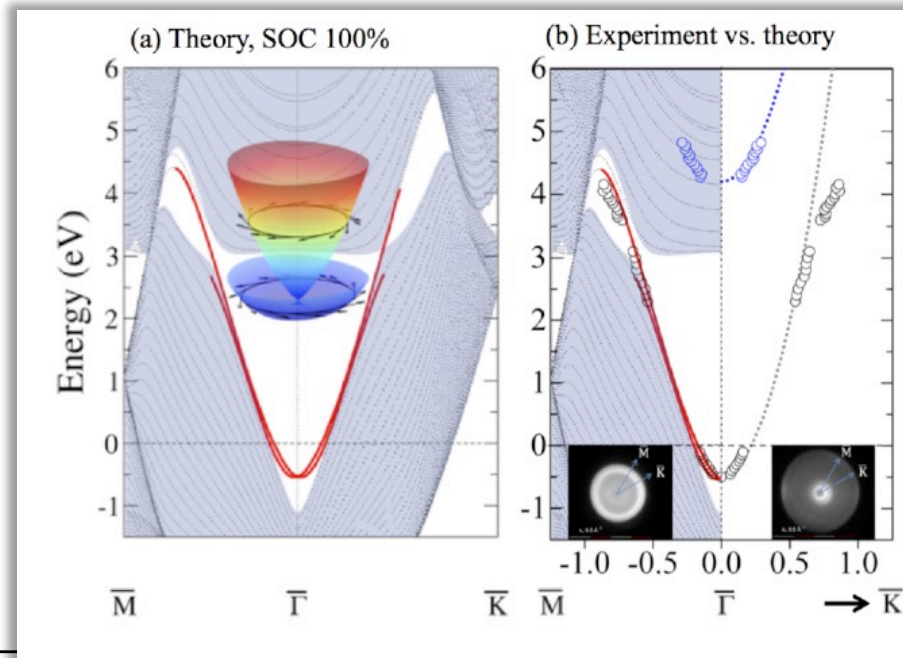 (a) Theory, SOC 100%
(b) Experiment vs. theory
Energy (eV)
6
5
4
3
2
1
0
-1
6
5
4
3
2
1
0
-1
M
K
M
K
-1.0 -0.5 0.0 0.5 1.0
M̅ Γ̅ K̅ M̅ Γ̅ → K̅